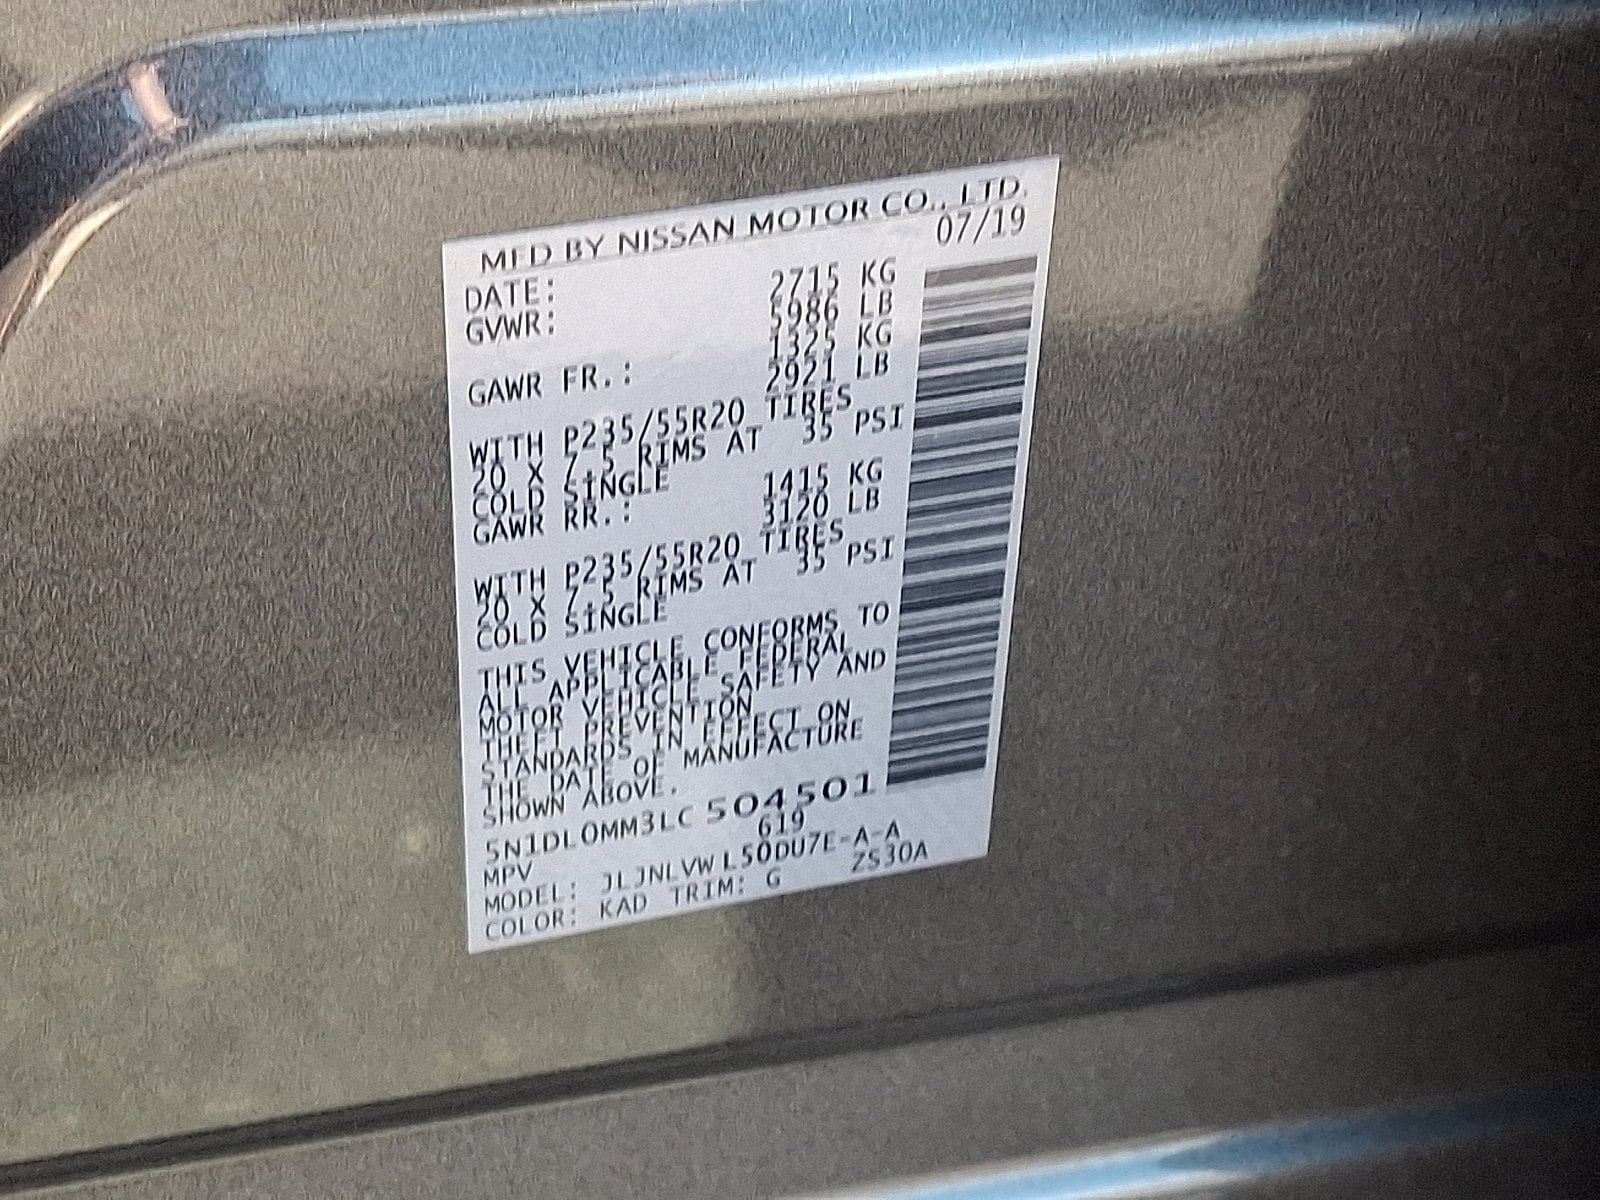 MFD BY NISSAN MOTOR CO., LTD.
DATE: 07/19
GVWR: 2715 KG
5986 LB
GAWR FR.: 1325 KG
2921 LB
WITH P235/55R20 TIRES
20 X 7.5 RIMS AT 35 PSI
COLD SINGLE
GAWR RR.: 1415 KG
3120 LB
WITH P235/55R20 TIRES
20 X 7.5 RIMS AT 35 PSI
COLD SINGLE
THIS VEHICLE CONFORMS TO
ALL APPLICABLE FEDERAL
MOTOR VEHICLE SAFETY AND
THEFT PREVENTION
STANDARDS IN EFFECT ON
THE DATE OF MANUFACTURE
SHOWN ABOVE.
5N1DL0MM3LC504501
MPV 619
MODEL: JLJNLVWL50DU7E-A-A
COLOR: KAD TRIM: G ZS30A